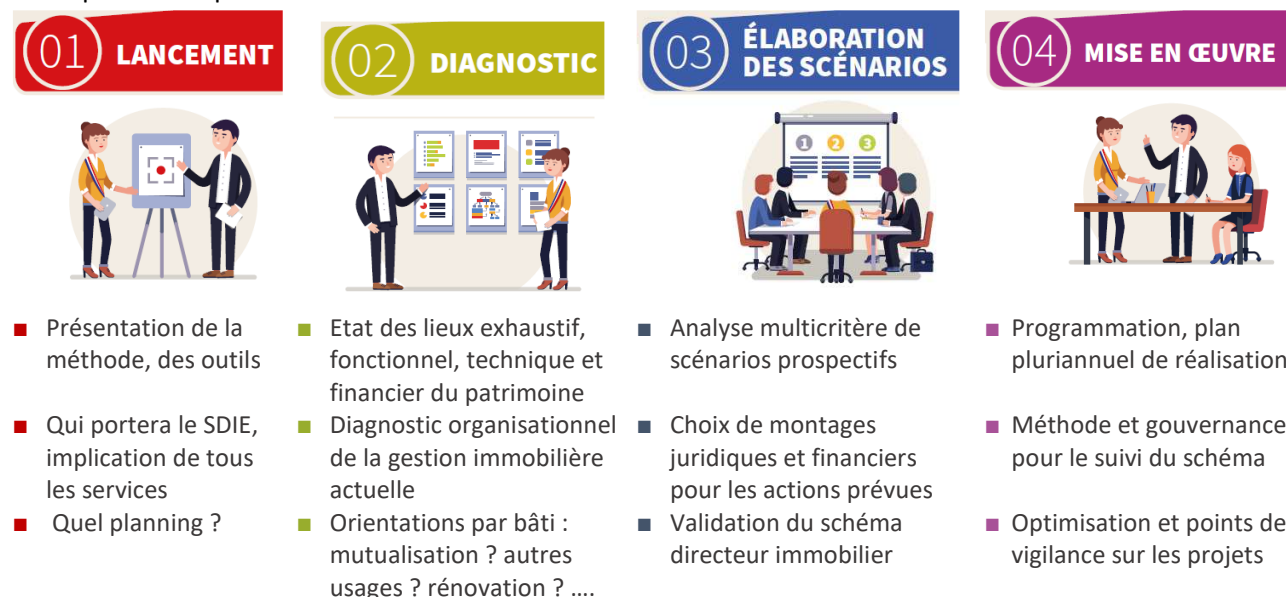 01 LANCEMENT
02 DIAGNOSTIC
03 ÉLABORATION
DES SCÉNARIOS
04 MISE EN ŒUVRE
1 2 3
■ Présentation de la
méthode, des outils
■ Qui portera le SDIE,
implication de tous
les services
■ Quel planning ?
■ Etat des lieux exhaustif,
fonctionnel, technique et
financier du patrimoine
■ Diagnostic organisationnel
de la gestion immobilière
actuelle
■ Orientations par bâti :
mutualisation ? autres
usages ? rénovation ? ....
■ Analyse multicritère de
scénarios prospectifs
■ Choix de montages
juridiques et financiers
pour les actions prévues
■ Validation du schéma
directeur immobilier
■ Programmation, plan
pluriannuel de réalisation
■ Méthode et gouvernance
pour le suivi du schéma
■ Optimisation et points de
vigilance sur les projets